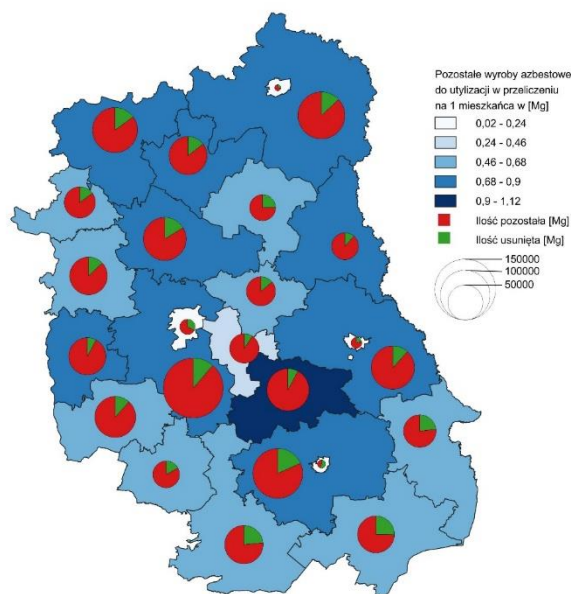 Pozostałe wyroby azbestowe
do utylizacji w przeliczeniu
na 1 mieszkańca w [Mg]
0,02 - 0,24
0,24 - 0,46
0,46 - 0,68
0,68 - 0,9
0,9 - 1,12
Ilość pozostała [Mg]
Ilość usunięta [Mg]
150000
100000
50000